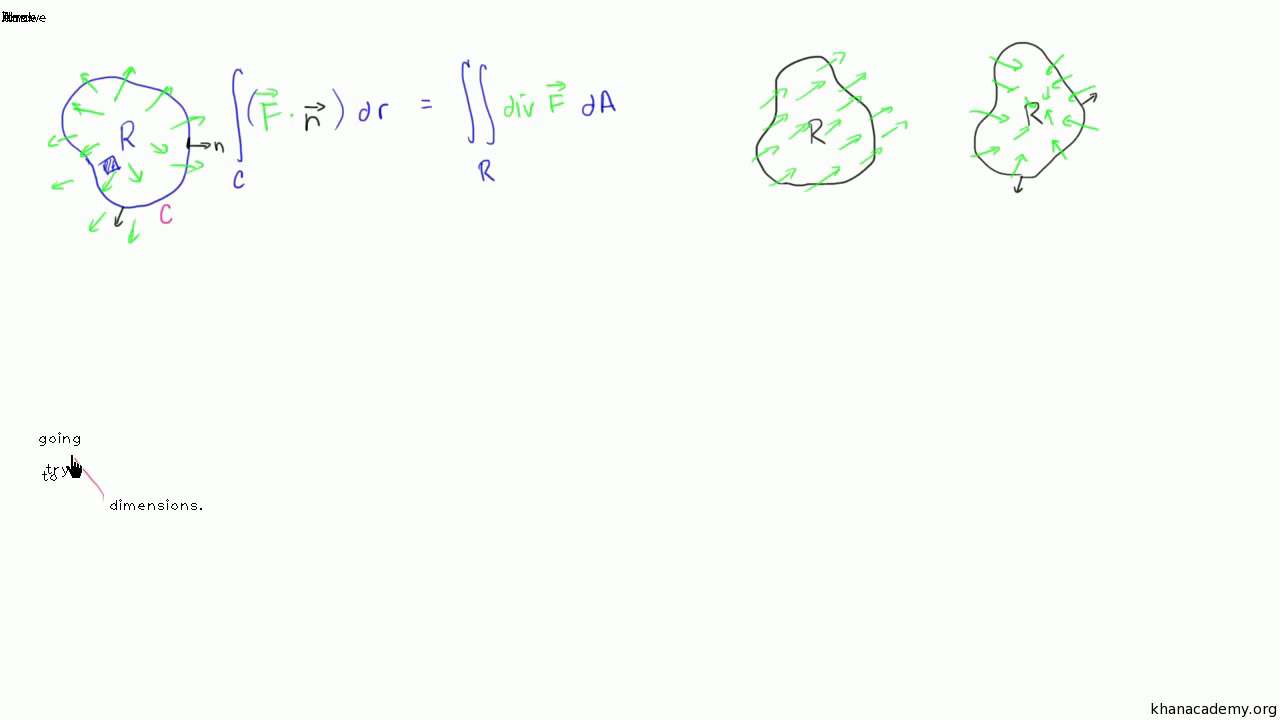 R
n
C
∫ (F⃗ · n⃗) dr = ∬ div F⃗ dA
C R
R
R
going
to try
dimensions.
khanacademy.org